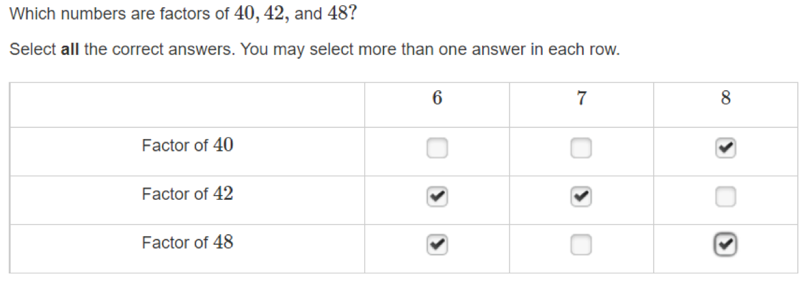 Which numbers are factors of 40, 42, and 48?
Select all the correct answers. You may select more than one answer in each row.
6 7 8
Factor of 40
Factor of 42
Factor of 48